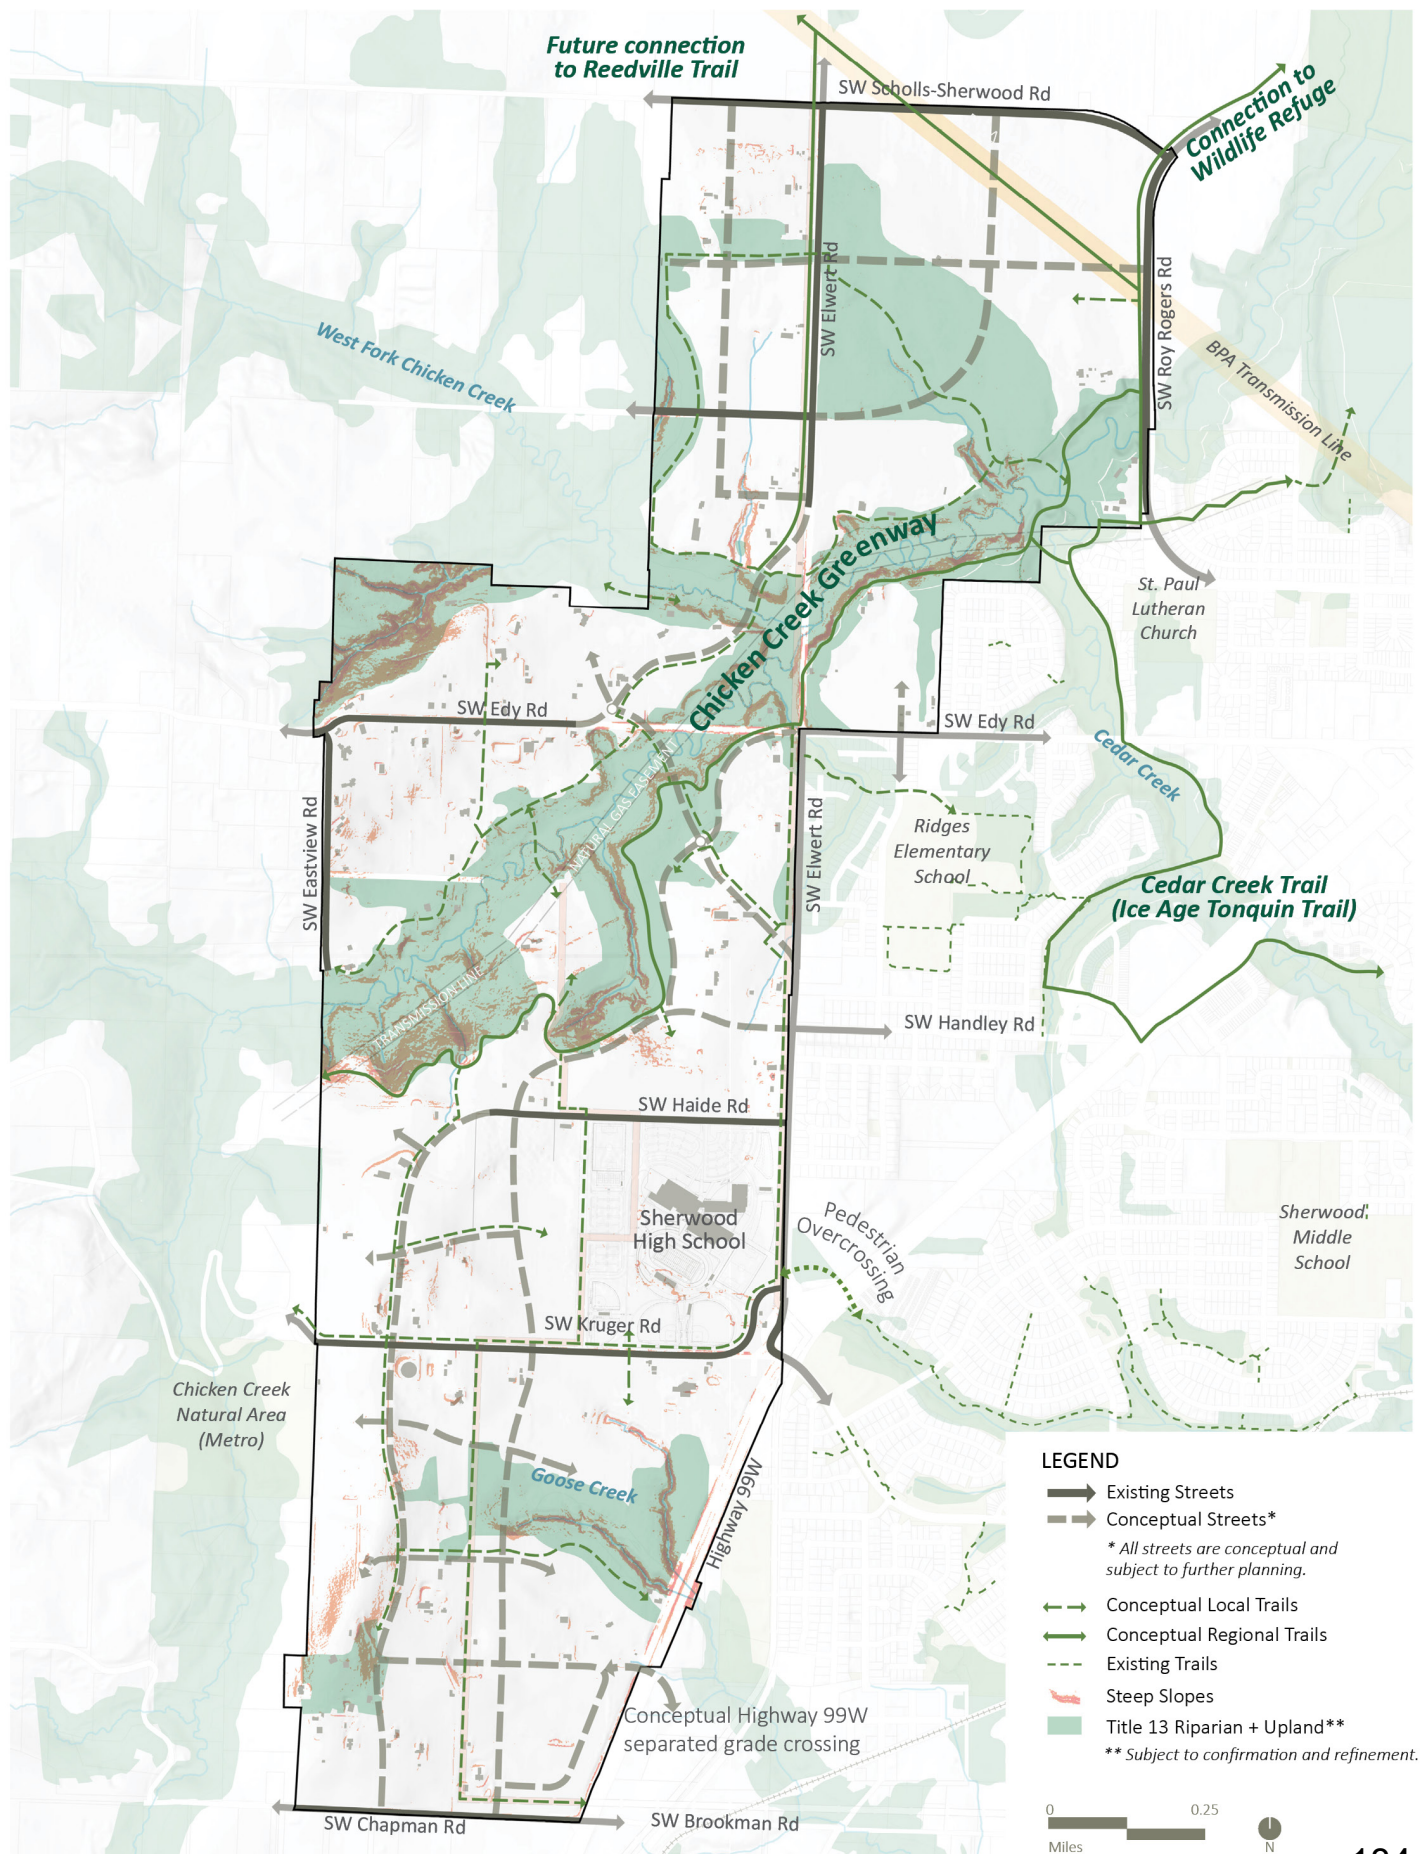 Future connection
to Reedville Trail
SW Scholls-Sherwood Rd
Connection to
Wildlife Refuge
SW Elwert Rd
SW Roy Rogers Rd
West Fork Chicken Creek
BPA Transmission Line
Chicken Creek Greenway
St. Paul
Lutheran
Church
SW Edy Rd
SW Edy Rd
Cedar Creek
NATURAL GAS EASEMENT
SW Eastview Rd
SW Elwert Rd
Ridges
Elementary
School
Cedar Creek Trail
(Ice Age Tonquin Trail)
TRANSMISSION LINE
SW Handley Rd
SW Haide Rd
Sherwood
High School
Pedestrian
Overcrossing
Sherwood
Middle
School
SW Kruger Rd
Chicken Creek
Natural Area
(Metro)
Goose Creek
Highway 99W
Conceptual Highway 99W
separated grade crossing
SW Chapman Rd
SW Brookman Rd
LEGEND
Existing Streets
Conceptual Streets*
* All streets are conceptual and
subject to further planning.
Conceptual Local Trails
Conceptual Regional Trails
Existing Trails
Steep Slopes
Title 13 Riparian + Upland**
** Subject to confirmation and refinement.
0 0.25
Miles N